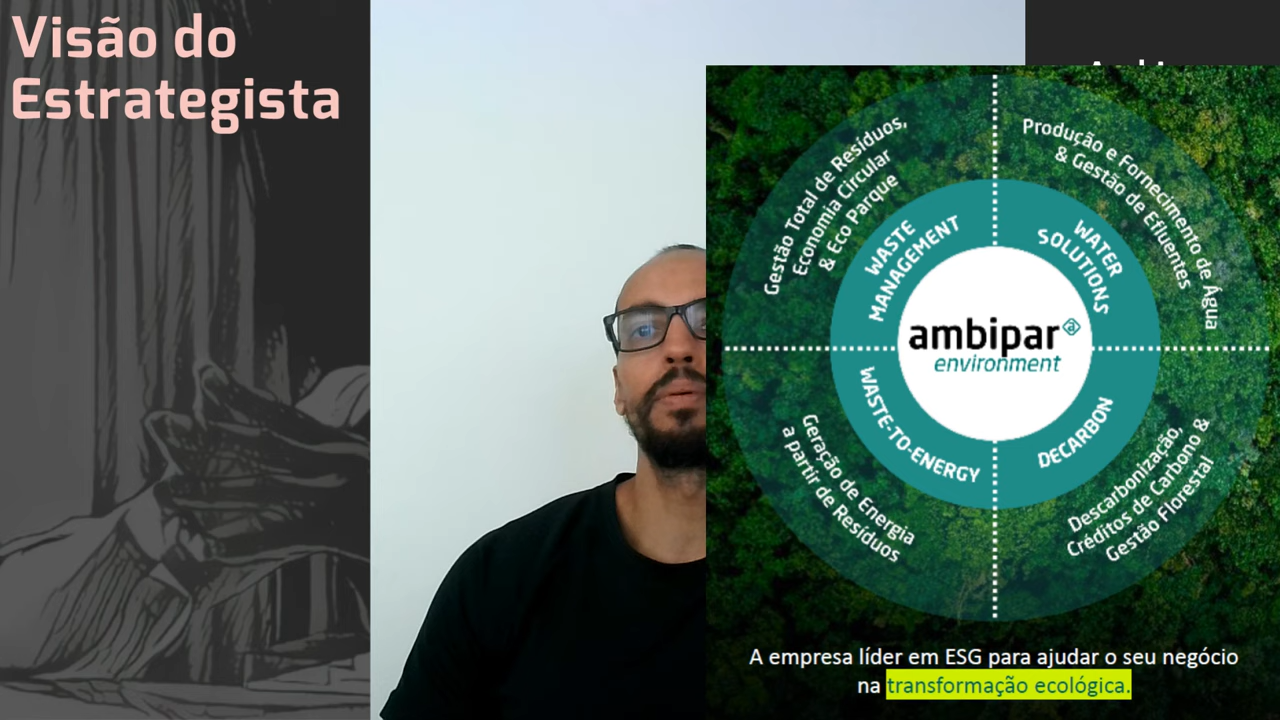 Visão do
Estrategista
Gestão Total de Resíduos,
Economia Circular
& Eco Parque
WASTE
MANAGEMENT
Produção e Fornecimento de Água
& Gestão de Efluentes
WATER
SOLUTIONS
ambipar
environment
WASTE-TO-ENERGY
Geração de Energia
a partir de Resíduos
DECARBON
Descarbonização,
Créditos de Carbono &
Gestão Florestal
A empresa líder em ESG para ajudar o seu negócio
na transformação ecológica.